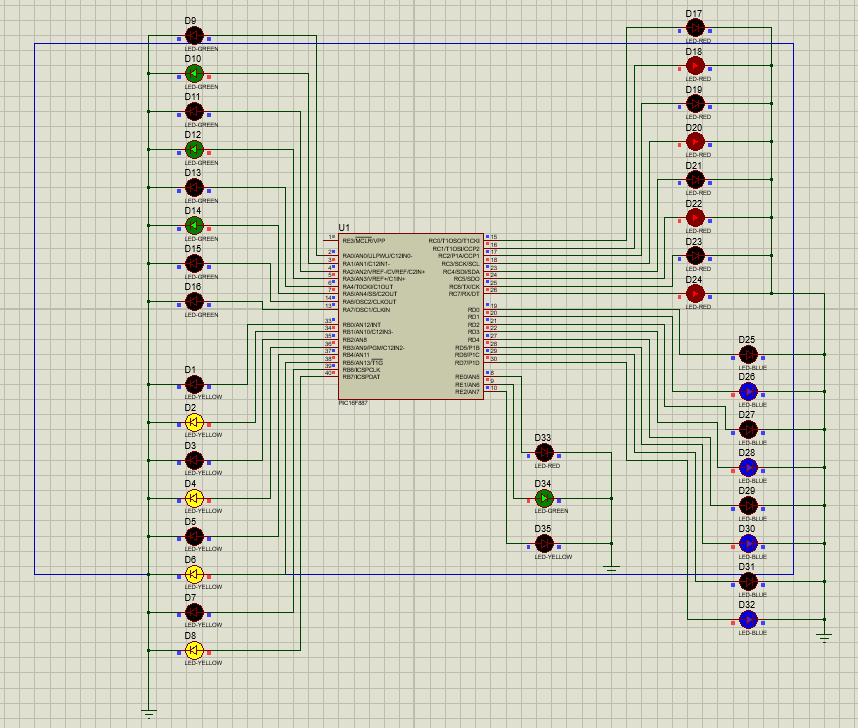 D9
LED-GREEN
D10
LED-GREEN
D11
LED-GREEN
D12
LED-GREEN
D13
LED-GREEN
D14
LED-GREEN
D15
LED-GREEN
D16
LED-GREEN
D1
LED-YELLOW
D2
LED-YELLOW
D3
LED-YELLOW
D4
LED-YELLOW
D5
LED-YELLOW
D6
LED-YELLOW
D7
LED-YELLOW
D8
LED-YELLOW
U1
1 RE3/MCLR/VPP
2 RA0/AN0/ULPWU/C12IN0-
3 RA1/AN1/C12IN1-
4 RA2/AN2/VREF-/CVREF/C2IN+
5 RA3/AN3/VREF+/C1IN+
6 RA4/T0CKI/C1OUT
7 RA5/AN4/SS/C2OUT
14 RA6/OSC2/CLKOUT
13 RA7/OSC1/CLKIN
33 RB0/AN12/INT
34 RB1/AN10/C12IN3-
35 RB2/AN8
36 RB3/AN9/PGM/C12IN2-
37 RB4/AN11
38 RB5/AN13/T1G
39 RB6/ICSPCLK
40 RB7/ICSPDAT
RC0/T1OSO/T1CKI 15
RC1/T1OSI/CCP2 16
RC2/P1A/CCP1 17
RC3/SCK/SCL 18
RC4/SDI/SDA 23
RC5/SDO 24
RC6/TX/CK 25
RC7/RX/DT 26
RD0 19
RD1 20
RD2 21
RD3 22
RD4 27
RD5/P1B 28
RD6/P1C 29
RD7/P1D 30
RE0/AN5 8
RE1/AN6 9
RE2/AN7 10
PIC16F887
D17
LED-RED
D18
LED-RED
D19
LED-RED
D20
LED-RED
D21
LED-RED
D22
LED-RED
D23
LED-RED
D24
LED-RED
D33
LED-RED
D34
LED-GREEN
D35
LED-YELLOW
D25
LED-BLUE
D26
LED-BLUE
D27
LED-BLUE
D28
LED-BLUE
D29
LED-BLUE
D30
LED-BLUE
D31
LED-BLUE
D32
LED-BLUE